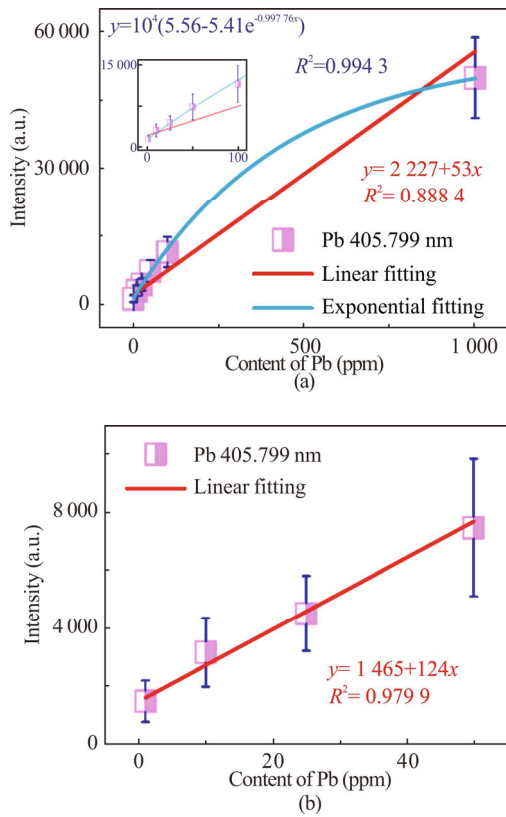 (a)
y=10⁴(5.56-5.41e⁻⁰·⁹⁹⁷ ⁷⁶ˣ)
R²=0.994 3
60 000
30 000
0
Intensity (a.u.)
15 000
0
0
50
100
y= 2 227+53x
R²= 0.888 4
Pb 405.799 nm
Linear fitting
Exponential fitting
0
500
1 000
Content of Pb (ppm)
(a)
Pb 405.799 nm
Linear fitting
8 000
4 000
0
Intensity (a.u.)
y= 1 465+124x
R²= 0.979 9
0
20
40
Content of Pb (ppm)
(b)